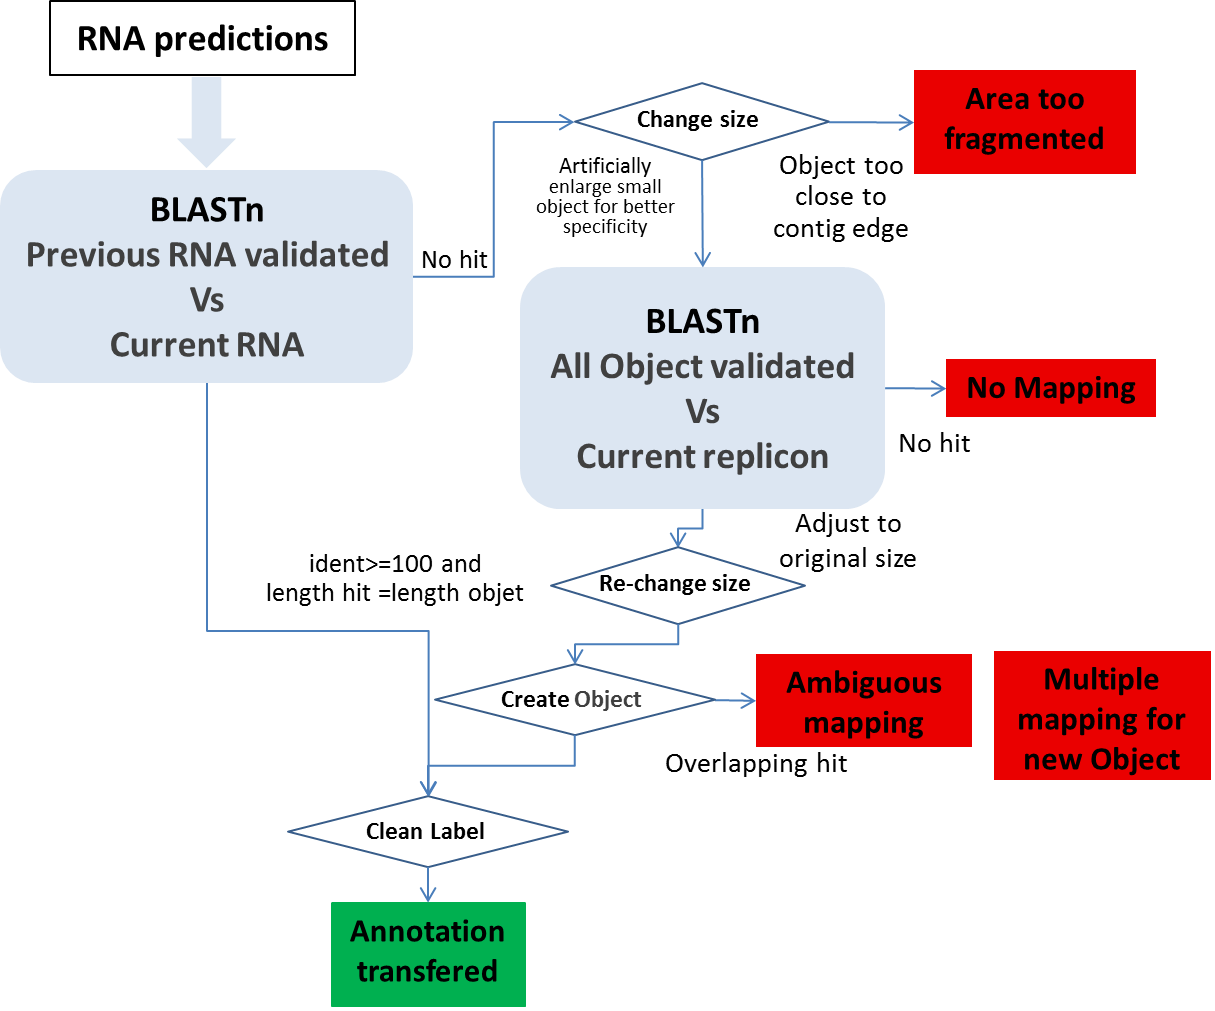 RNA predictions
BLASTn
Previous RNA validated
Vs
Current RNA
No hit
Change size
Artificially
enlarge small
object for better
specificity
Object too
close to
contig edge
Area too
fragmented
BLASTn
All Object validated
Vs
Current replicon
No Mapping
No hit
Adjust to
original size
Re-change size
ident>=100 and
length hit =length objet
Create Object
Ambiguous
mapping
Overlapping hit
Multiple
mapping for
new Object
Clean Label
Annotation
transfered